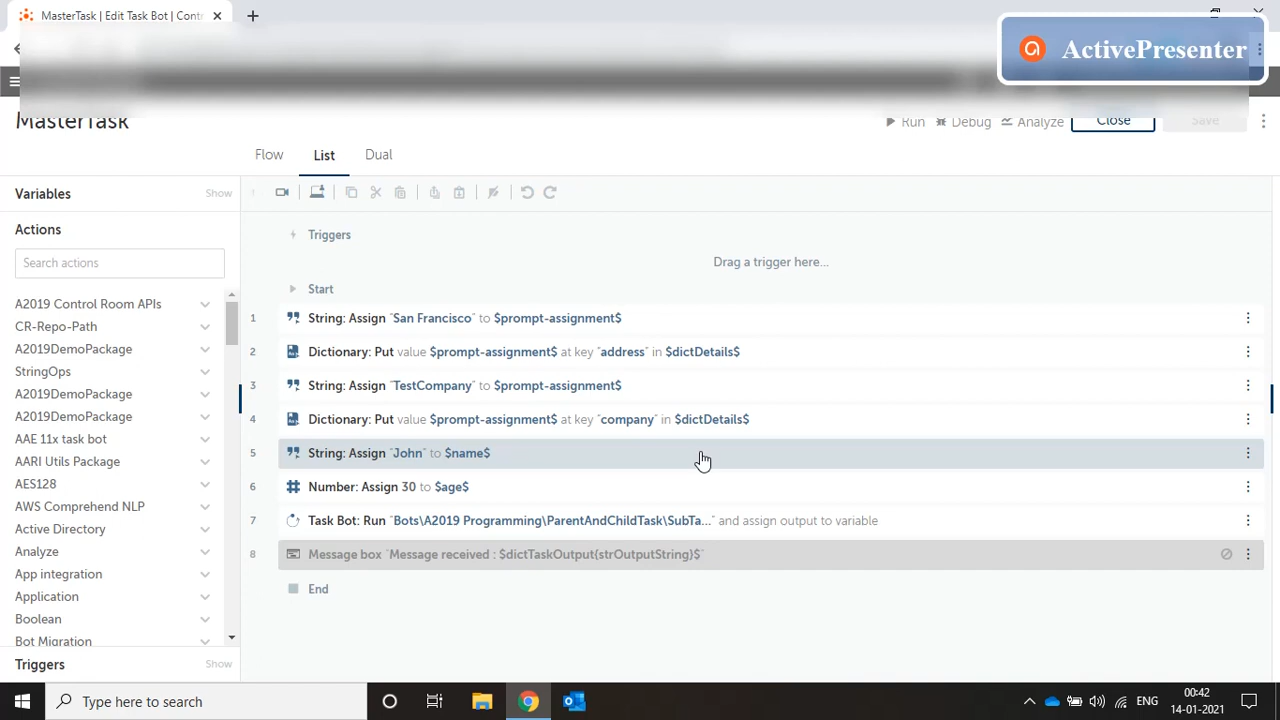 MasterTask | Edit Task Bot | Cont
ActivePresenter
MasterTask
Run
Debug
Analyze
Close
Save
Flow
List
Dual
Variables
Show
Actions
Search actions
A2019 Control Room APIs
CR-Repo-Path
A2019DemoPackage
StringOps
A2019DemoPackage
A2019DemoPackage
AAE 11x task bot
AARI Utils Package
AES128
AWS Comprehend NLP
Active Directory
Analyze
App integration
Application
Boolean
Bot Migration
Triggers
Show
Triggers
Drag a trigger here...
Start
1 String: Assign "San Francisco" to $prompt-assignment$
2 Dictionary: Put value $prompt-assignment$ at key "address" in $dictDetails$
3 String: Assign "TestCompany" to $prompt-assignment$
4 Dictionary: Put value $prompt-assignment$ at key "company" in $dictDetails$
5 String: Assign "John" to $name$
6 Number: Assign 30 to $age$
7 Task Bot: Run "Bots\A2019 Programming\ParentAndChildTask\SubTa..." and assign output to variable
8 Message box "Message received : $dictTaskOutput{strOutputString}$"
End
Type here to search
ENG
00:42
14-01-2021